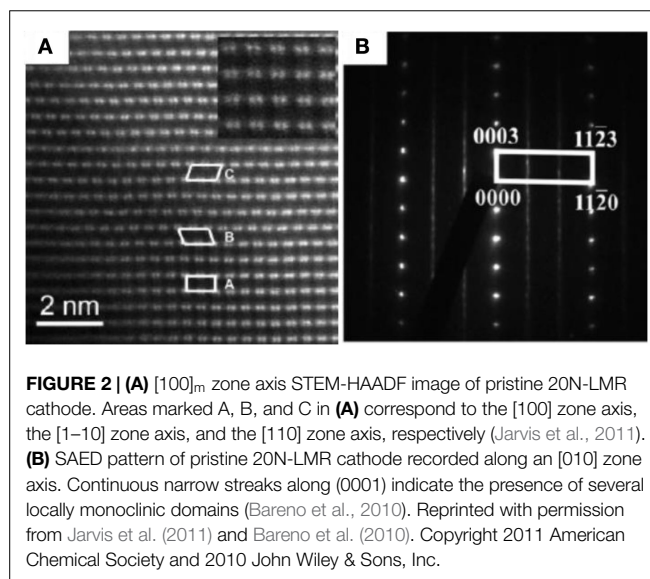 A
B
C
B
A
2 nm
0003
112̄3
0000
112̄0
FIGURE 2 | (A) [100]m zone axis STEM-HAADF image of pristine 20N-LMR
cathode. Areas marked A, B, and C in (A) correspond to the [100] zone axis,
the [1–10] zone axis, and the [110] zone axis, respectively (Jarvis et al., 2011).
(B) SAED pattern of pristine 20N-LMR cathode recorded along an [010] zone
axis. Continuous narrow streaks along (0001) indicate the presence of several
locally monoclinic domains (Bareno et al., 2010). Reprinted with permission
from Jarvis et al. (2011) and Bareno et al. (2010). Copyright 2011 American
Chemical Society and 2010 John Wiley & Sons, Inc.